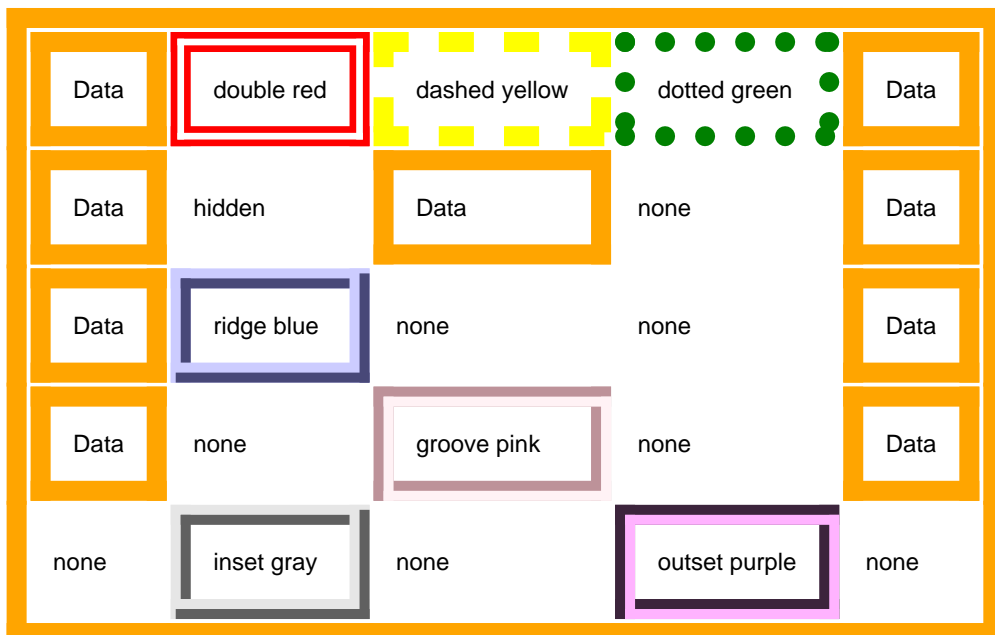 Data double red dashed yellow dotted green Data
Data hidden Data none Data
Data ridge blue none none Data
Data none groove pink none Data
none inset gray none outset purple none